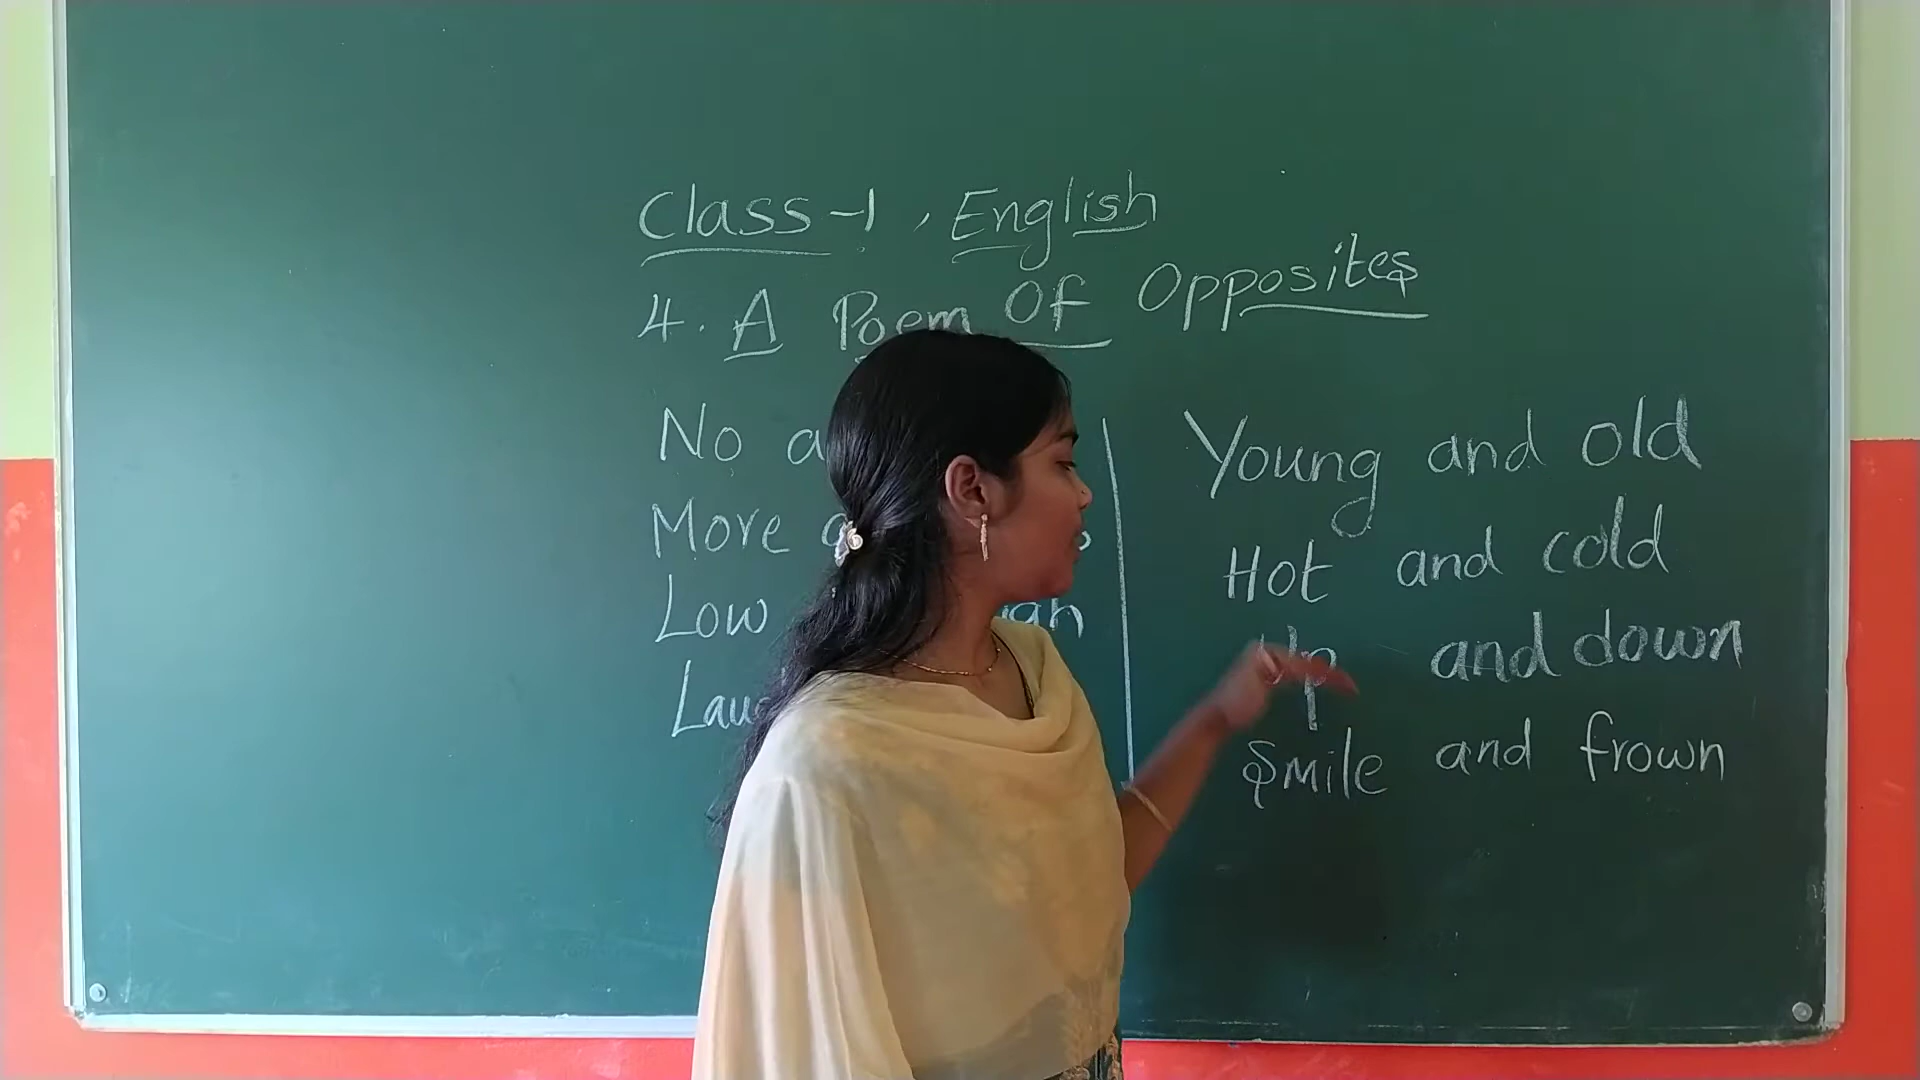 Class-1, English
4. A Poem Of Opposites
No
More
Low
Young and old
Hot and cold
Up and down
Smile and frown